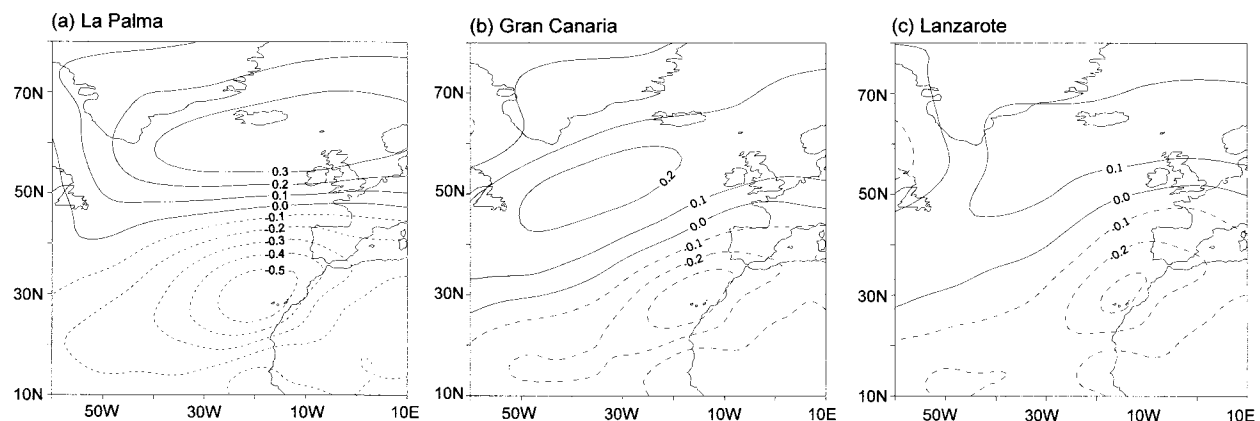 (a) La Palma
70N
50N
30N
10N
50W
30W
10W
10E
0.3
0.2
0.1
0.0
-0.1
-0.2
-0.3
-0.4
-0.5
(b) Gran Canaria
70N
50N
30N
10N
50W
30W
10W
10E
0.2
0.1
0.0
-0.1
-0.2
(c) Lanzarote
70N
50N
30N
10N
50W
30W
10W
10E
0.1
0.0
-0.1
-0.2